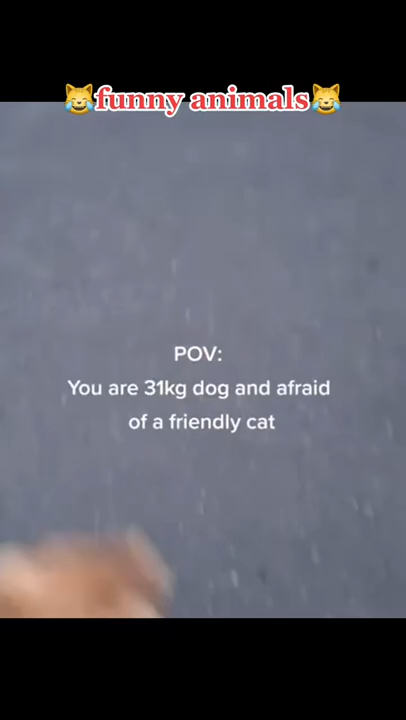 😹funny animals😹
POV:
You are 31kg dog and afraid
of a friendly cat